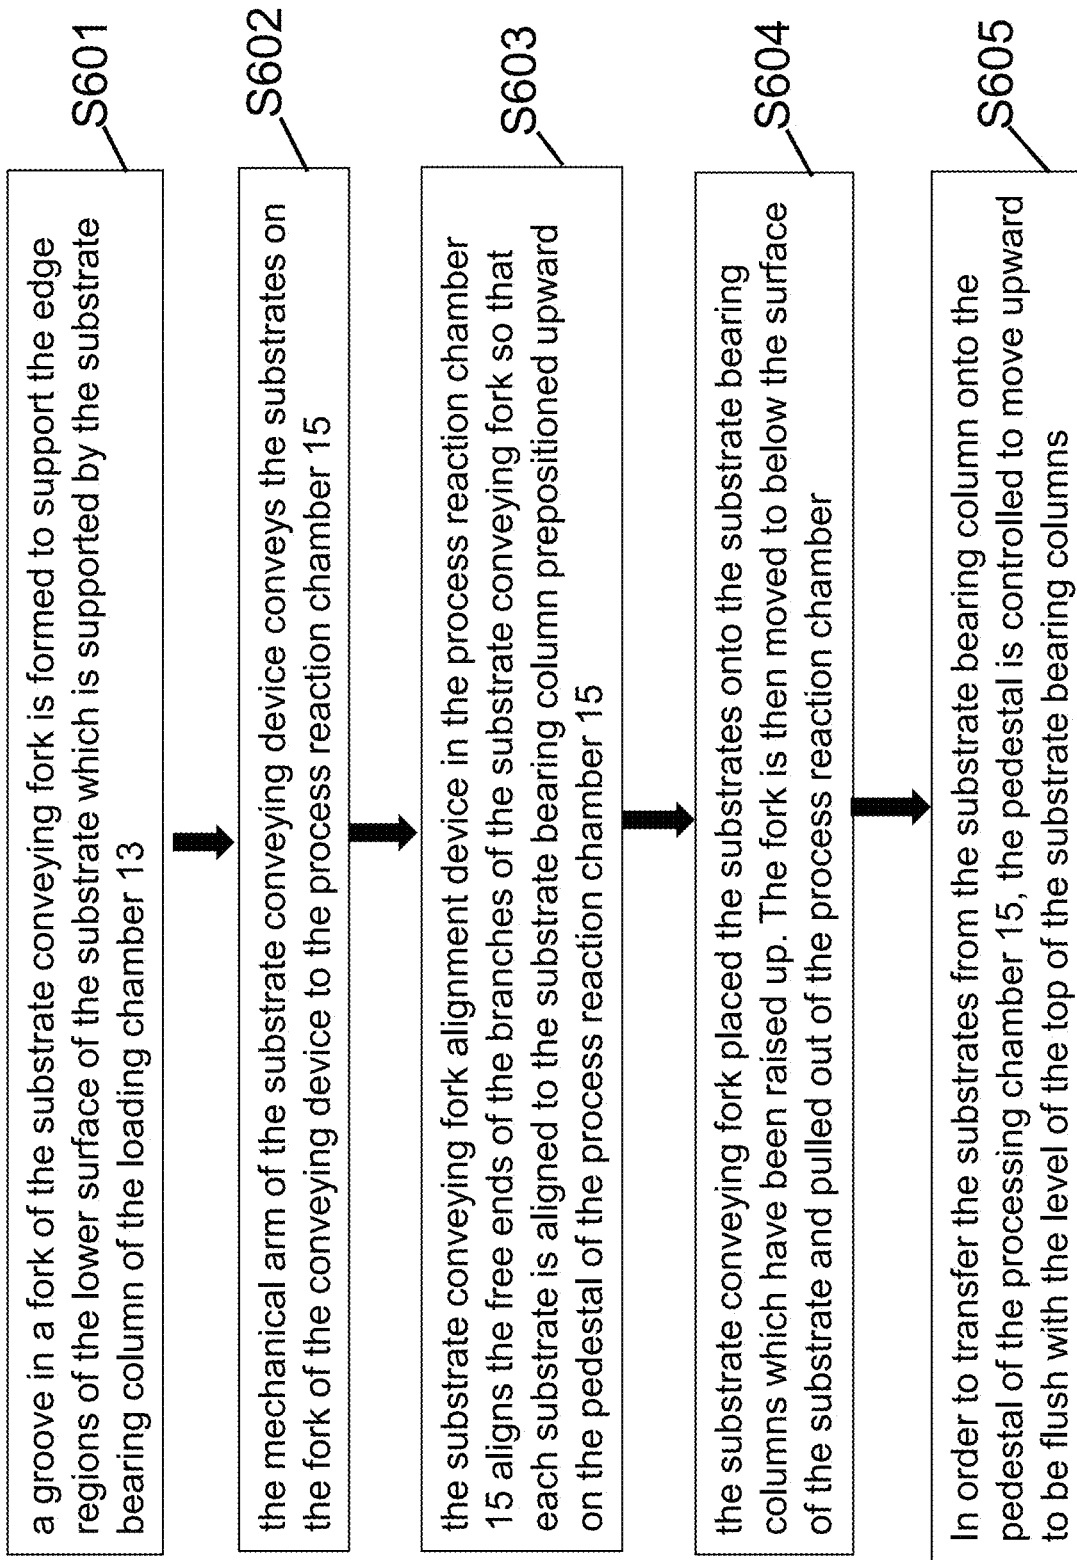 a groove in a fork of the substrate conveying fork is formed to support the edge
regions of the lower surface of the substrate which is supported by the substrate
bearing column of the loading chamber 13
S601
the mechanical arm of the substrate conveying device conveys the substrates on
the fork of the conveying device to the process reaction chamber 15
S602
the substrate conveying fork alignment device in the process reaction chamber
15 aligns the free ends of the branches of the substrate conveying fork so that
each substrate is aligned to the substrate bearing column prepositioned upward
on the pedestal of the process reaction chamber 15
S603
the substrate conveying fork placed the substrates onto the substrate bearing
columns which have been raised up. The fork is then moved to below the surface
of the substrate and pulled out of the process reaction chamber
S604
In order to transfer the substrates from the substrate bearing column onto the
pedestal of the processing chamber 15, the pedestal is controlled to move upward
to be flush with the level of the top of the substrate bearing columns
S605